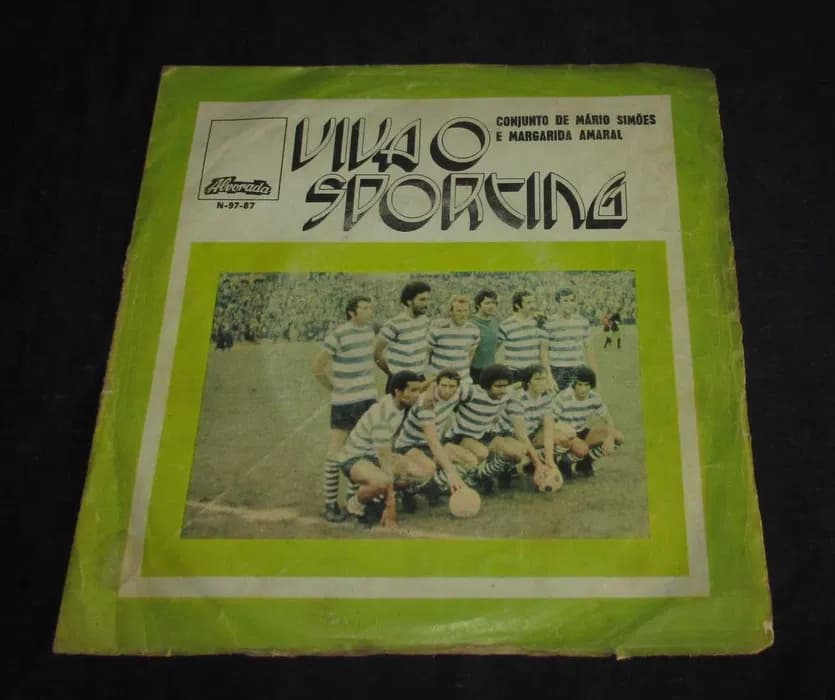 Alvorada
N-97-87
VIVA O
SPORTING
CONJUNTO DE MÁRIO SIMÕES
E MARGARIDA AMARAL